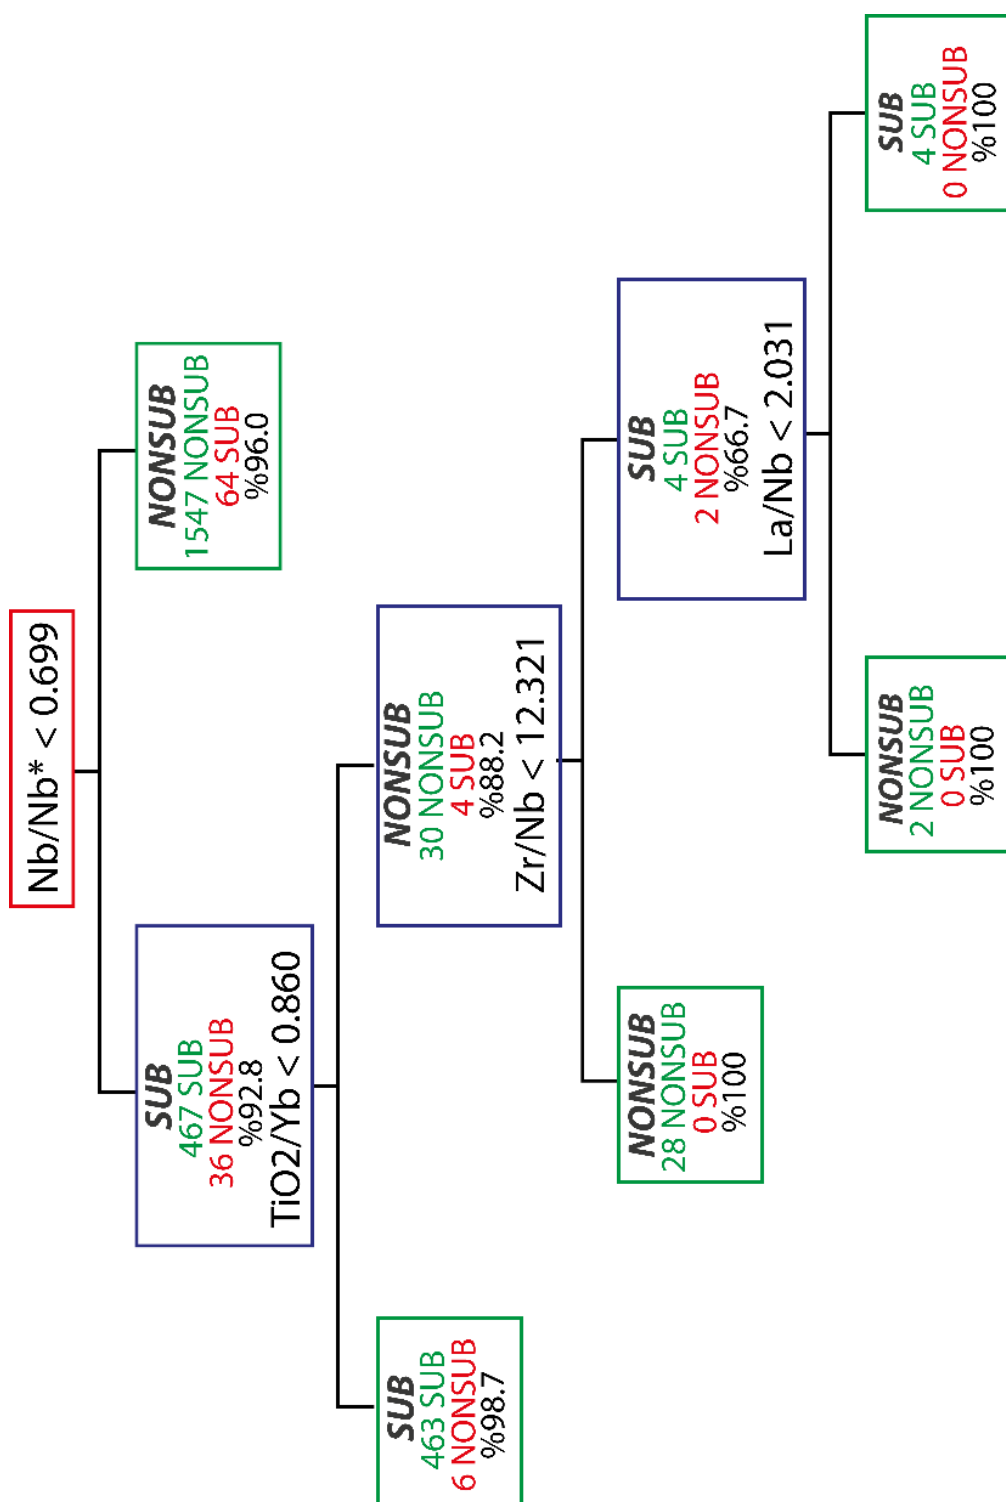 Nb/Nb* < 0.699
SUB
467 SUB
36 NONSUB
%92.8
TiO2/Yb < 0.860
NONSUB
1547 NONSUB
64 SUB
%96.0
SUB
463 SUB
6 NONSUB
%98.7
NONSUB
30 NONSUB
4 SUB
%88.2
Zr/Nb < 12.321
NONSUB
28 NONSUB
0 SUB
%100
SUB
4 SUB
2 NONSUB
%66.7
La/Nb < 2.031
NONSUB
2 NONSUB
0 SUB
%100
SUB
4 SUB
0 NONSUB
%100